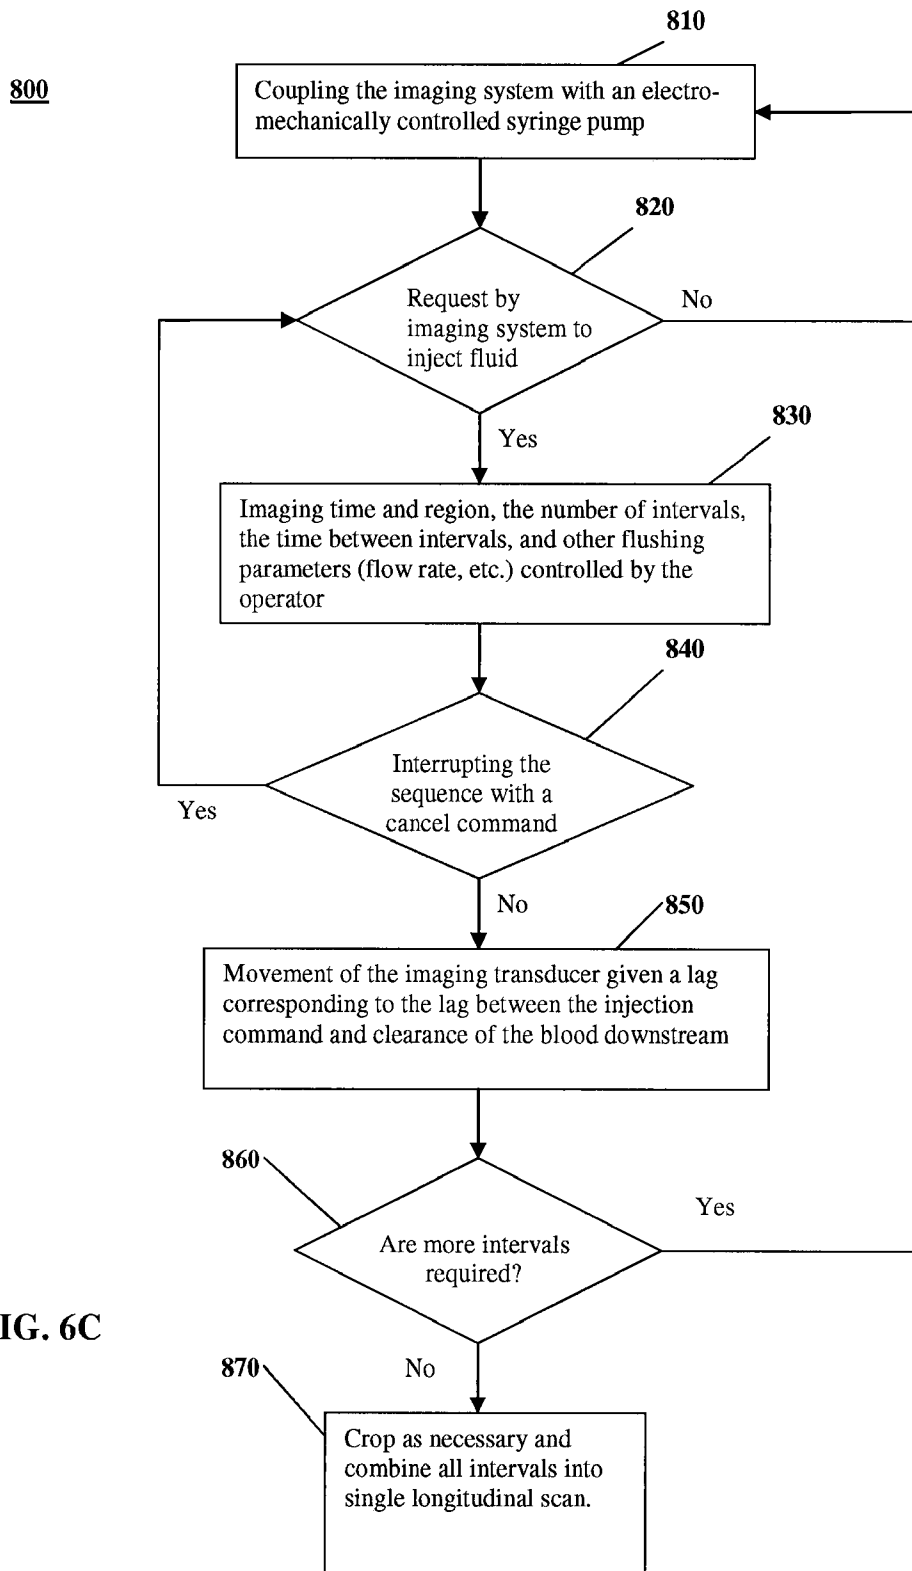 810
800
Coupling the imaging system with an electro-
mechanically controlled syringe pump
820
Request by
imaging system to
inject fluid
No
Yes
830
Imaging time and region, the number of intervals,
the time between intervals, and other flushing
parameters (flow rate, etc.) controlled by the
operator
840
Interrupting the
sequence with a
cancel command
Yes
No
850
Movement of the imaging transducer given a lag
corresponding to the lag between the injection
command and clearance of the blood downstream
860
Yes
Are more intervals
required?
IG. 6C
No
870
Crop as necessary and
combine all intervals into
single longitudinal scan.